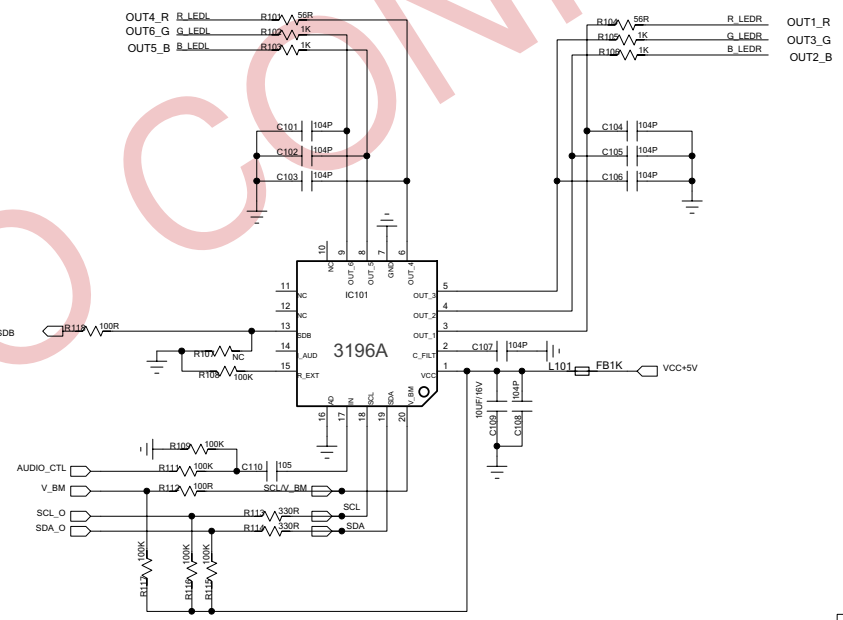 OUT4_R R_LEDL R101 56R
OUT6_G G_LEDL R102 1K
OUT5_B B_LEDL R103 1K
R104 56R R_LEDR OUT1_R
R105 1K G_LEDR OUT3_G
R106 1K B_LEDR OUT2_B
C101 104P
C102 104P
C103 104P
C104 104P
C105 104P
C106 104P
10 9 8 7 6
NC OUT_6 OUT_5 GND OUT_4
IC101
3196A
11 NC
12 NC
13 SDB
14 I_AUD
15 R_EXT
5 OUT_3
4 OUT_2
3 OUT_1
2 C_FILT
1 VCC
AD IN SCL SDA V_BM
16 17 18 19 20
SDB R118 100R
R107 NC
R108 100K
C107 104P
L101 FB1K VCC+5V
10UF/16V C109
104P C108
R109 100K
AUDIO_CTL R111 100K C110 105
V_BM R112 100R SCL/V_BM
SCL_O R113 330R SCL
SDA_O R114 330R SDA
100K R117
100K R116
100K R115
CON